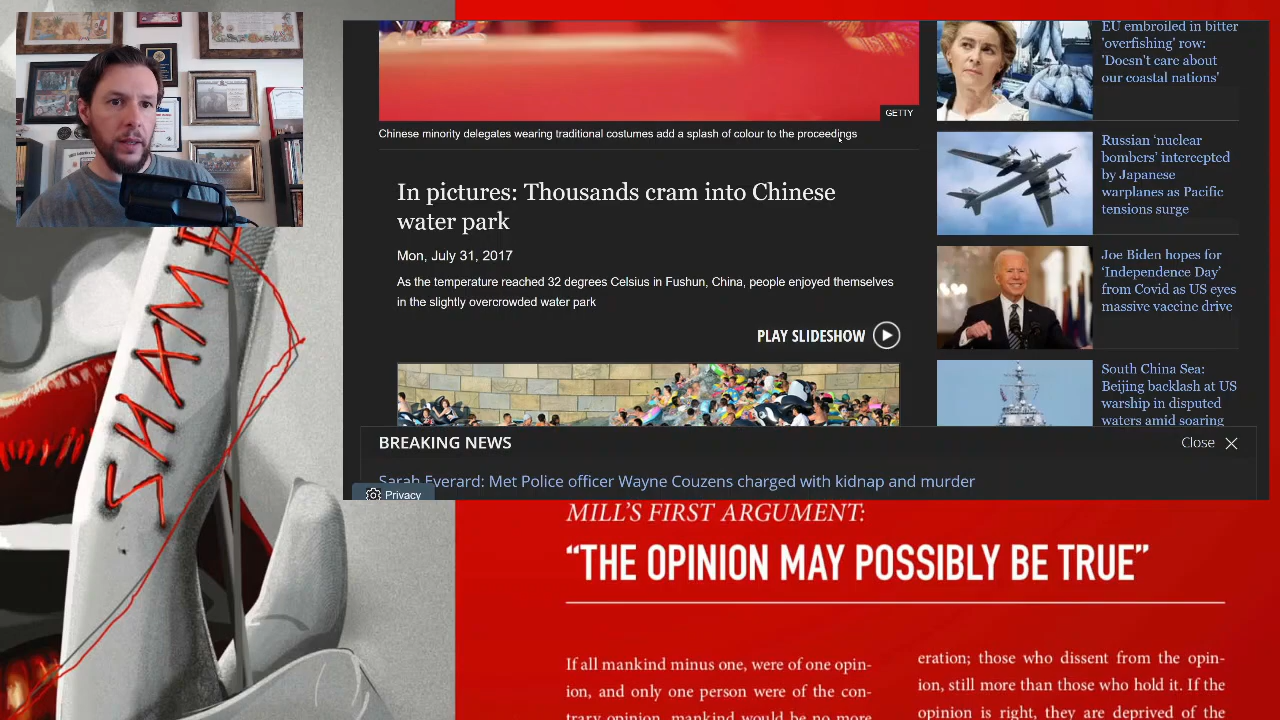 GETTY
Chinese minority delegates wearing traditional costumes add a splash of colour to the proceedings
In pictures: Thousands cram into Chinese
water park
Mon, July 31, 2017
As the temperature reached 32 degrees Celsius in Fushun, China, people enjoyed themselves
in the slightly overcrowded water park
PLAY SLIDESHOW
EU embroiled in bitter
'overfishing' row:
'Doesn't care about
our coastal nations'
Russian ‘nuclear
bombers’ intercepted
by Japanese
warplanes as Pacific
tensions surge
Joe Biden hopes for
‘Independence Day’
from Covid as US eyes
massive vaccine drive
South China Sea:
Beijing backlash at US
warship in disputed
waters amid soaring
BREAKING NEWS
Close
Sarah Everard: Met Police officer Wayne Couzens charged with kidnap and murder
Privacy
SHAME
MILL’S FIRST ARGUMENT:
“THE OPINION MAY POSSIBLY BE TRUE”
If all mankind minus one, were of one opin-
ion, and only one person were of the con-
trary opinion, mankind would be no more
eration; those who dissent from the opin-
ion, still more than those who hold it. If the
opinion is right, they are deprived of the